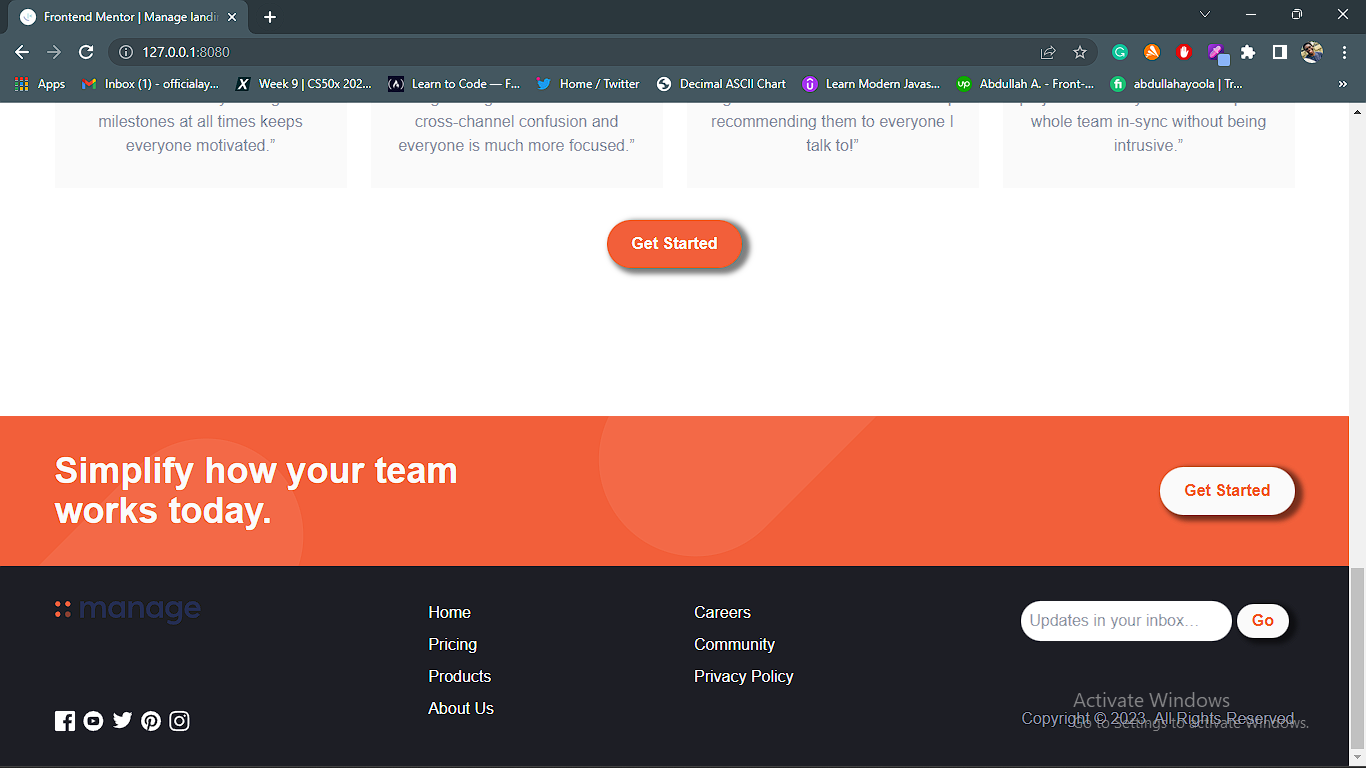 Frontend Mentor | Manage landi
127.0.0.1:8080
Apps
Inbox (1) - officialay...
Week 9 | CS50x 202...
Learn to Code — F...
Home / Twitter
Decimal ASCII Chart
Learn Modern Javas...
Abdullah A. - Front-...
abdullahayoola | Tr...
milestones at all times keeps
everyone motivated.”
cross-channel confusion and
everyone is much more focused.”
recommending them to everyone I
talk to!”
whole team in-sync without being
intrusive.”
Get Started
Simplify how your team
works today.
Get Started
manage
Home
Pricing
Products
About Us
Careers
Community
Privacy Policy
Updates in your inbox…
Go
Activate Windows
Go to Settings to activate Windows.
Copyright © 2023. All Rights Reserved